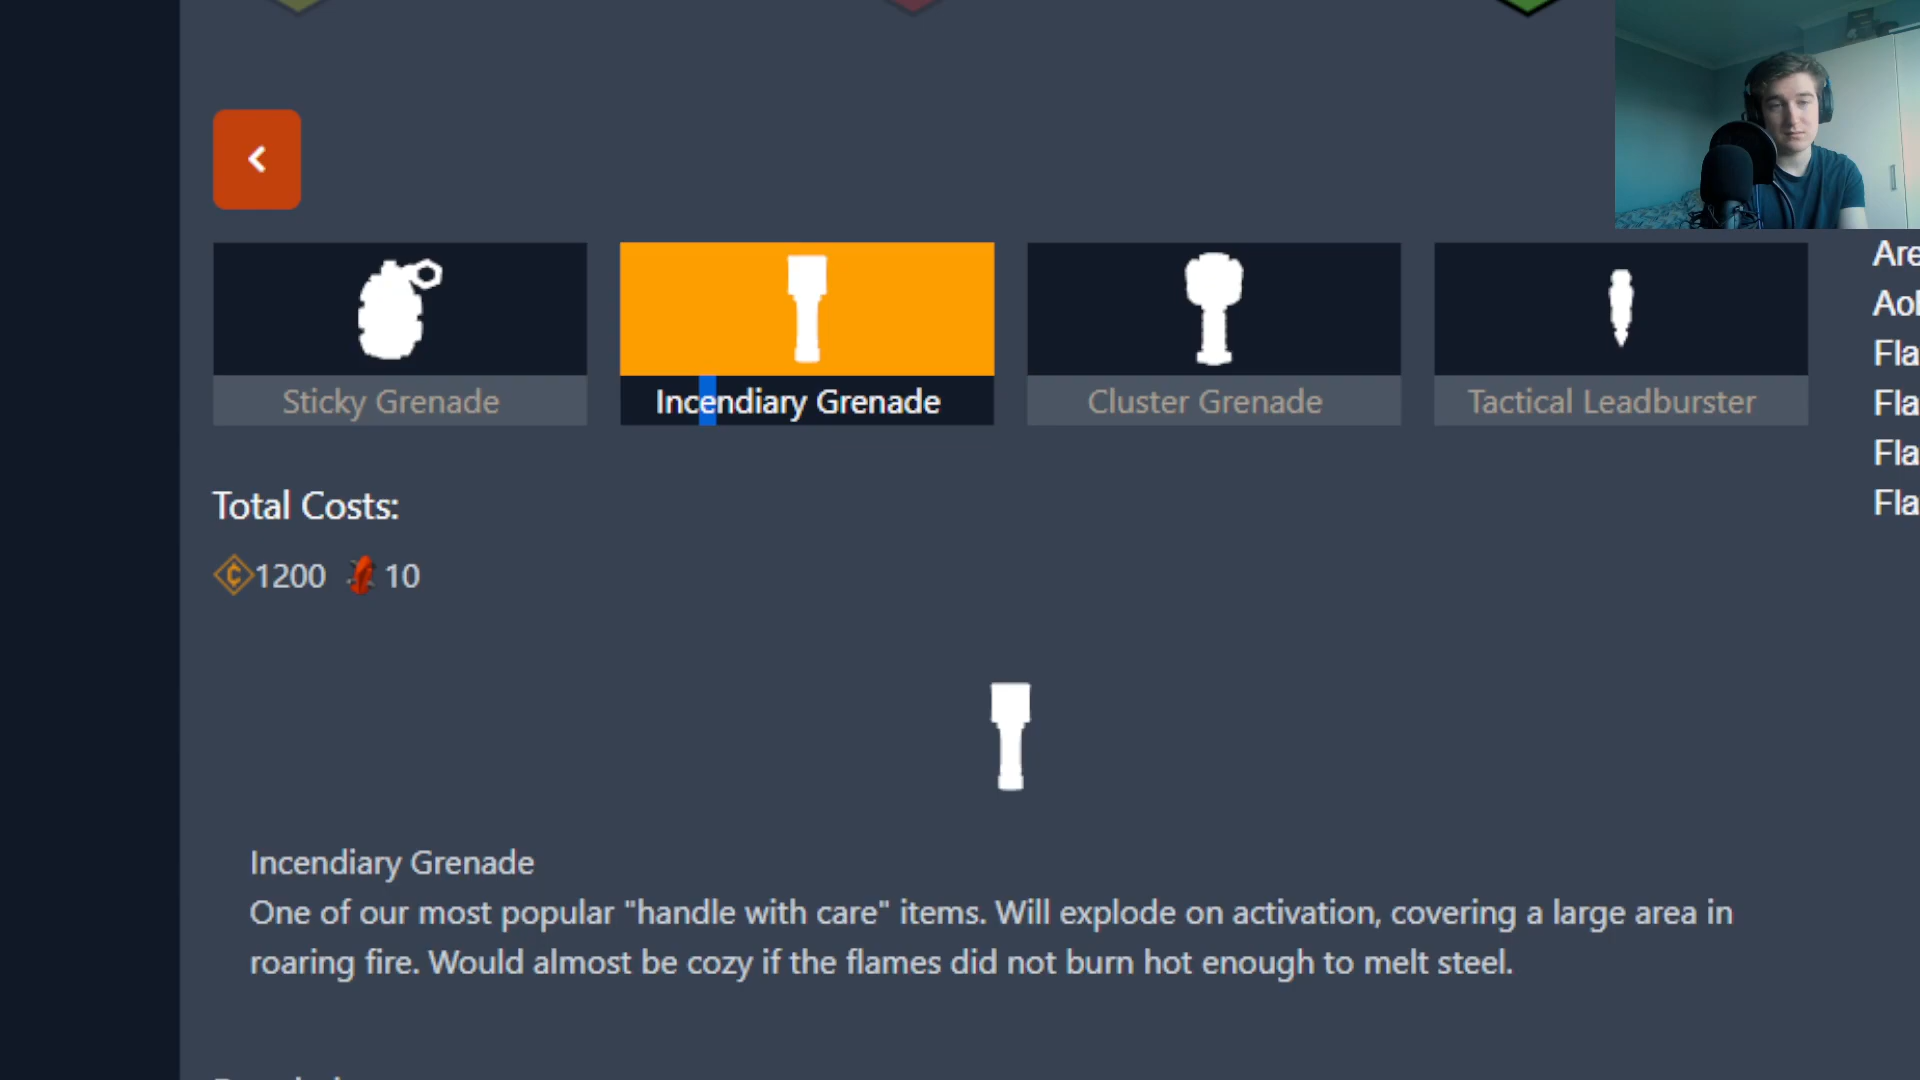 Sticky Grenade
Incendiary Grenade
Cluster Grenade
Tactical Leadburster
Total Costs:
1200 10
Incendiary Grenade
One of our most popular "handle with care" items. Will explode on activation, covering a large area in
roaring fire. Would almost be cozy if the flames did not burn hot enough to melt steel.